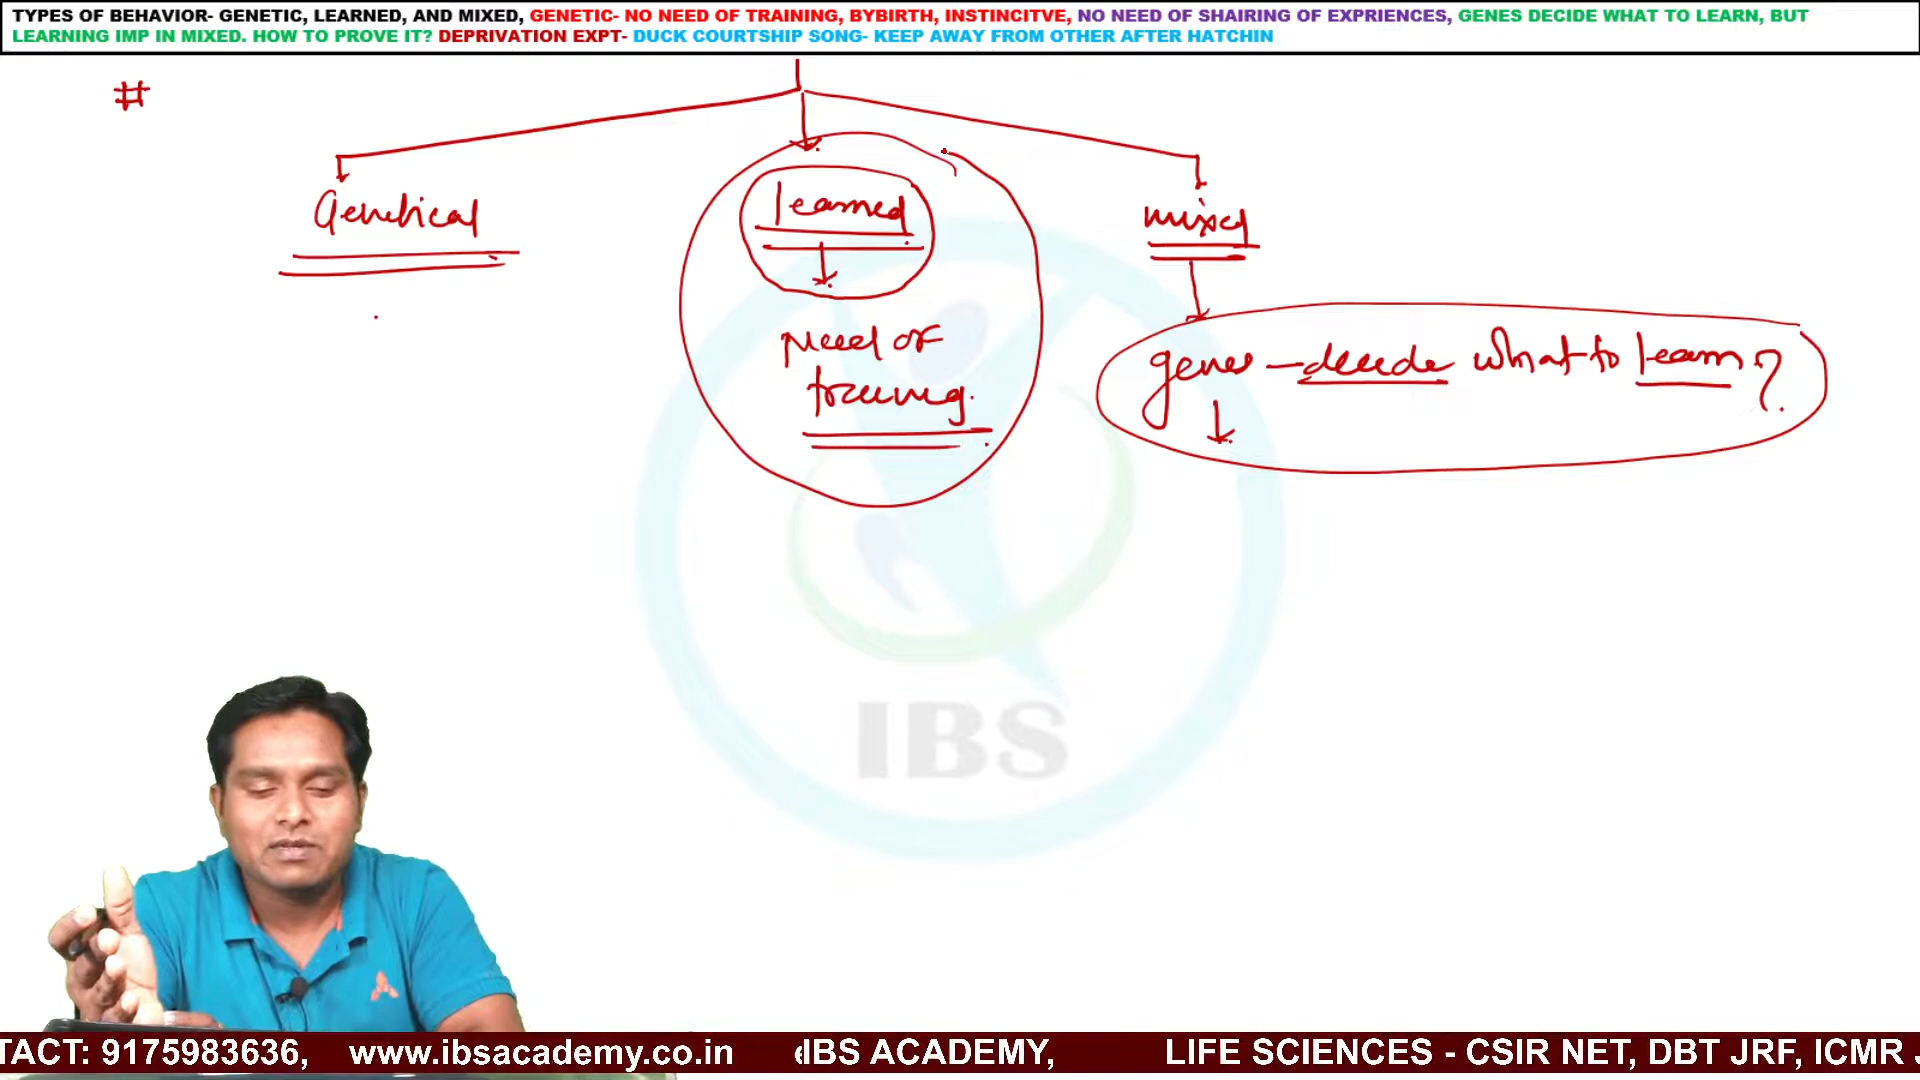 TYPES OF BEHAVIOR- GENETIC, LEARNED, AND MIXED, GENETIC- NO NEED OF TRAINING, BYBIRTH, INSTINCITVE, NO NEED OF SHAIRING OF EXPRIENCES, GENES DECIDE WHAT TO LEARN, BUT
LEARNING IMP IN MIXED. HOW TO PROVE IT? DEPRIVATION EXPT- DUCK COURTSHIP SONG- KEEP AWAY FROM OTHER AFTER HATCHIN
#
Genetical
learned
mixed
Need of
training.
genes – decide what to learn?
IBS
TACT: 9175983636, www.ibsacademy.co.in IBS ACADEMY, LIFE SCIENCES - CSIR NET, DBT JRF, ICMR J